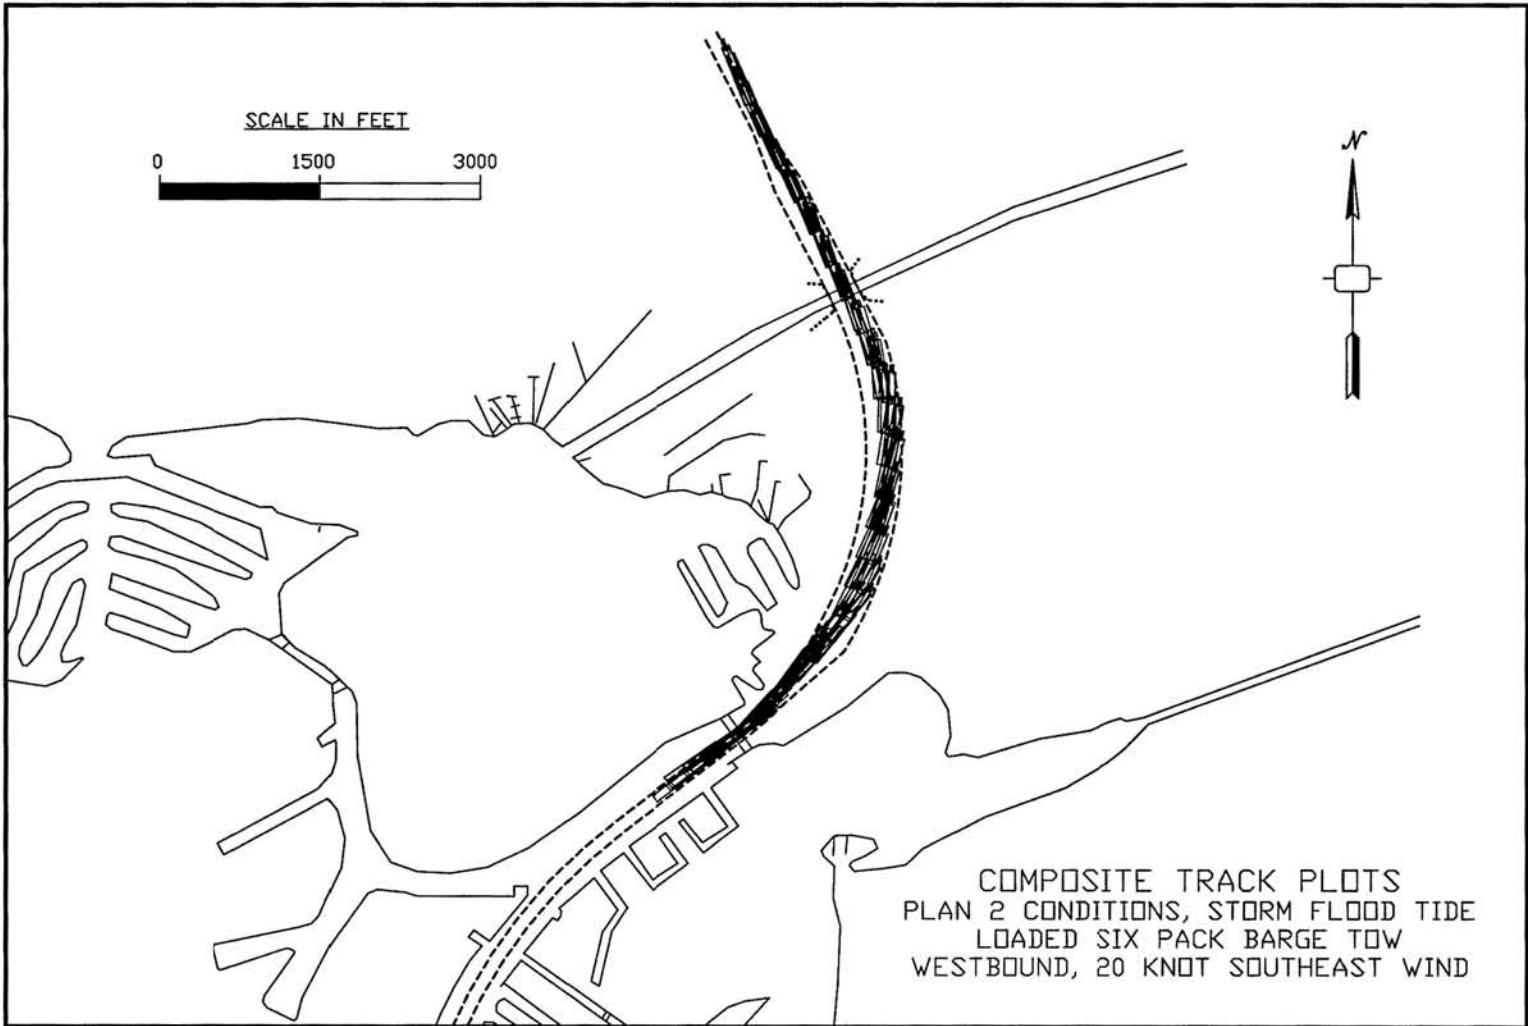 SCALE IN FEET
0 1500 3000
N
COMPOSITE TRACK PLOTS
PLAN 2 CONDITIONS, STORM FLOOD TIDE
LOADED SIX PACK BARGE TOW
WESTBOUND, 20 KNOT SOUTHEAST WIND